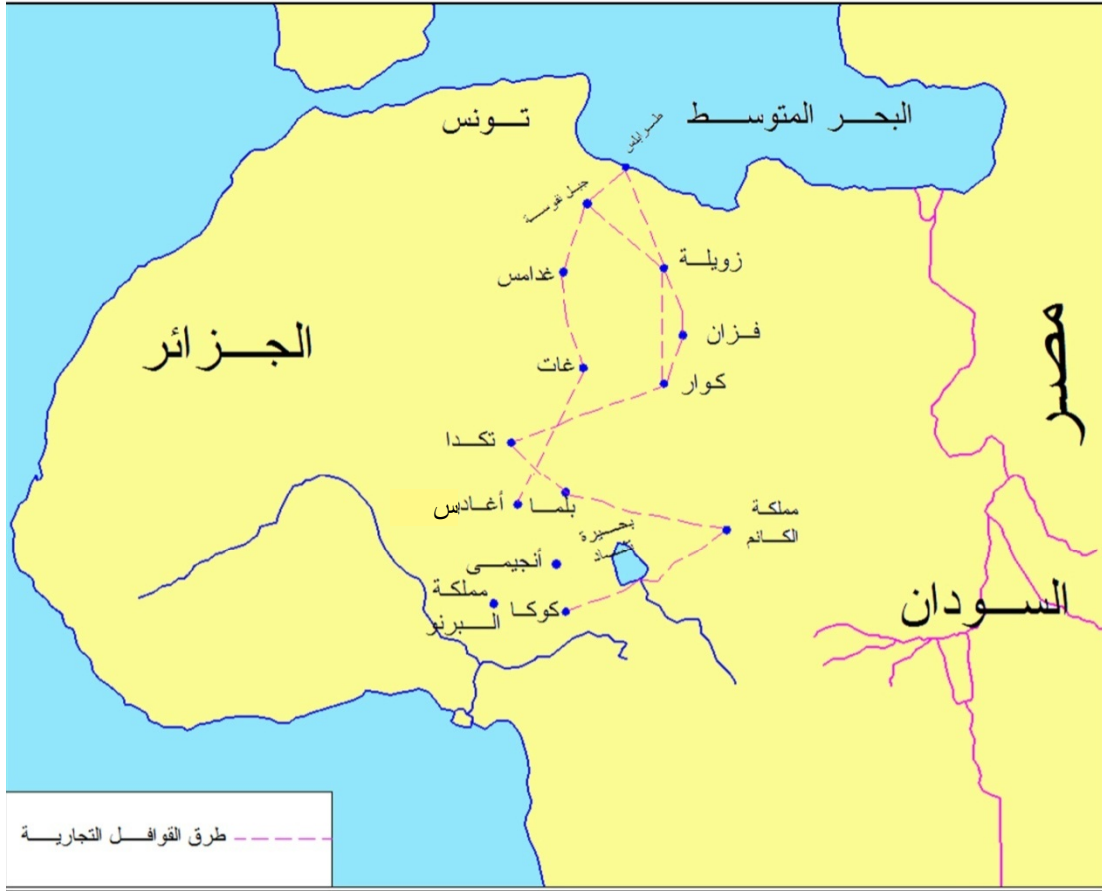 تونس
البحر المتوسط
طرابلس
جبل نفوسة
زويلة
غدامس
فزان
الجزائر
مصر
غات
كوار
تكدا
أغادس
بلما
مملكة
الكانم
بحيرة
تشاد
أنجيمى
مملكة
البرنو
كوكا
السودان
طرق القوافل التجارية